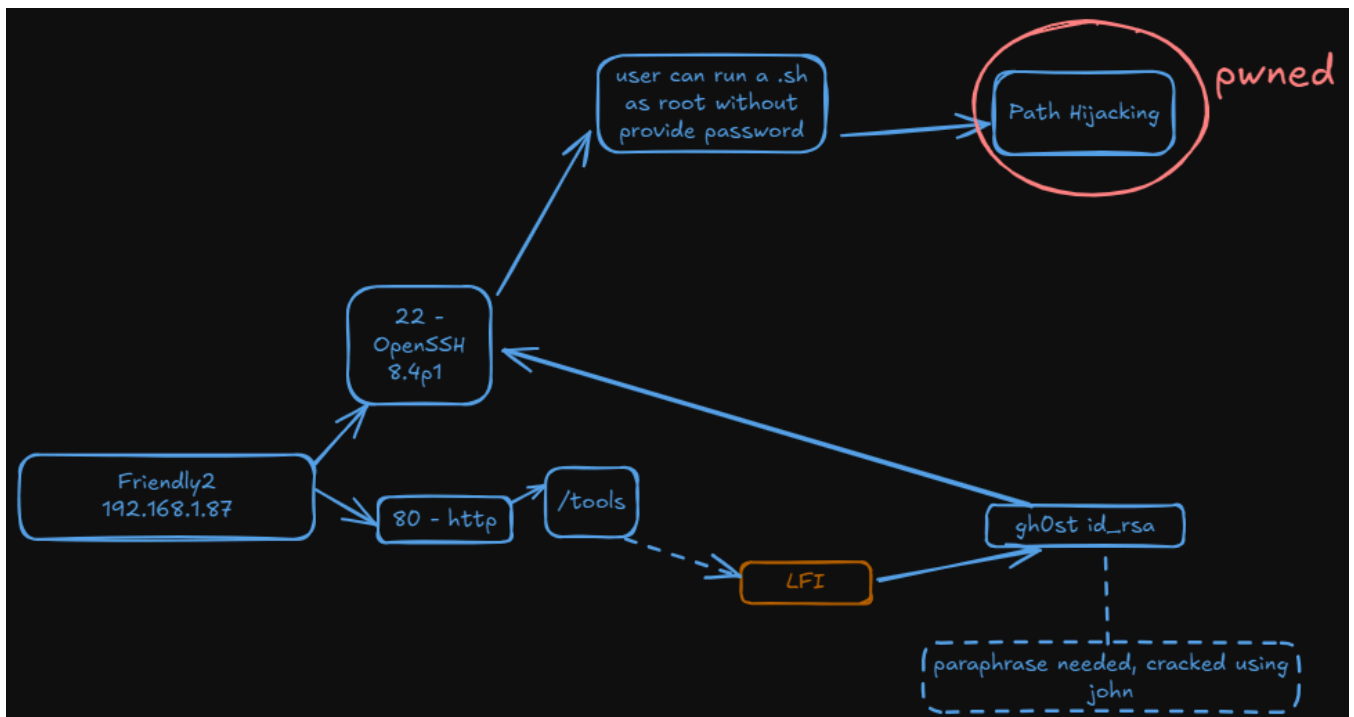 user can run a .sh
as root without
provide password
Path Hijacking
pwned
22 -
OpenSSH
8.4p1
Friendly2
192.168.1.87
80 - http
/tools
LFI
gh0st id_rsa
paraphrase needed, cracked using
john